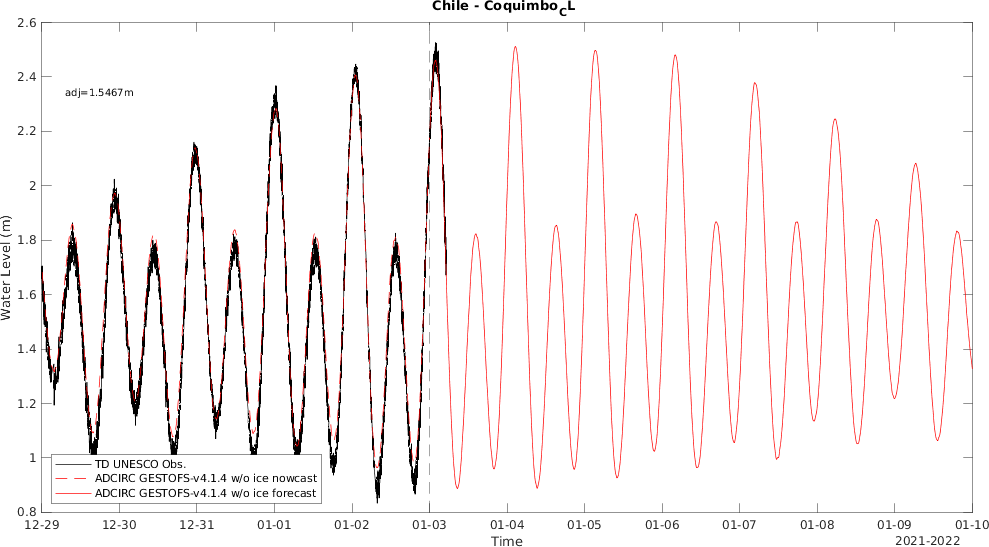 Chile - Coquimbo_CL
2.6
2.4
2.2
2
1.8
1.6
1.4
1.2
1
0.8
Water Level (m)
adj=1.5467m
TD UNESCO Obs.
ADCIRC GESTOFS-v4.1.4 w/o ice nowcast
ADCIRC GESTOFS-v4.1.4 w/o ice forecast
12-29 12-30 12-31 01-01 01-02 01-03 01-04 01-05 01-06 01-07 01-08 01-09 01-10
Time
2021-2022